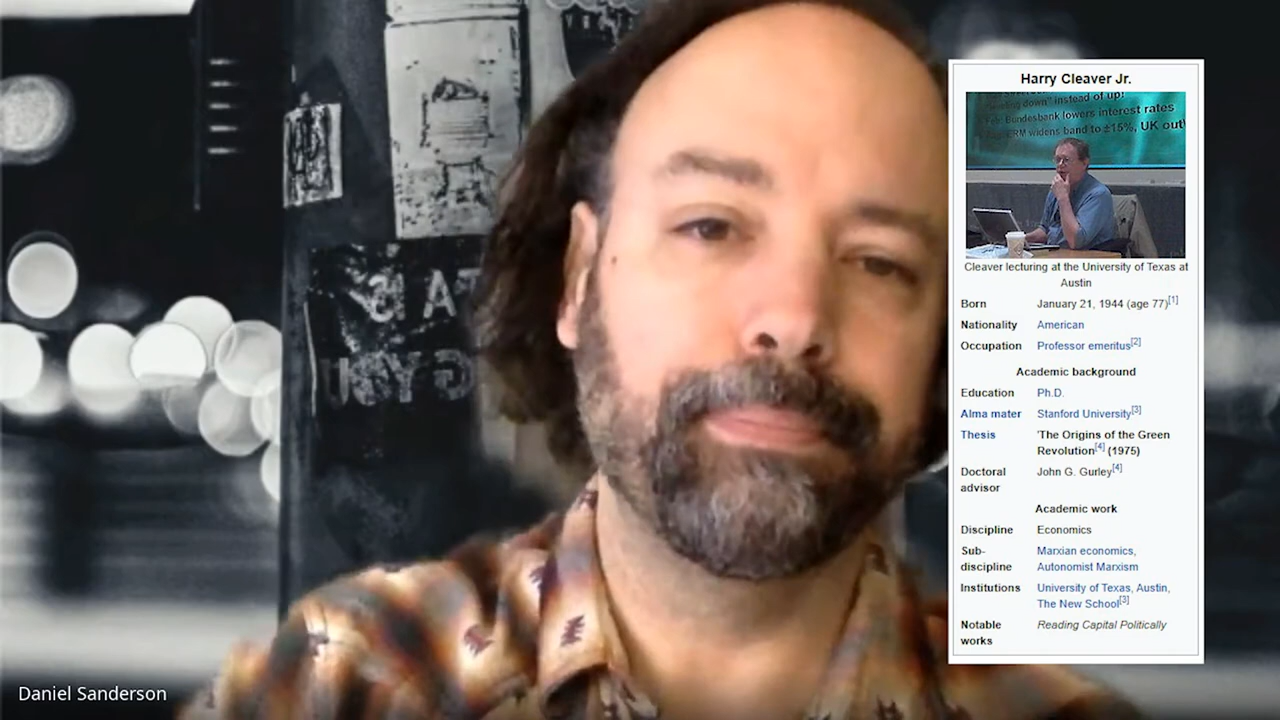 Harry Cleaver Jr.
down" instead of up!
Bundesbank lowers interest rates
ERM widens band to ±15%, UK out
Cleaver lecturing at the University of Texas at
Austin
Born January 21, 1944 (age 77)[1]
Nationality American
Occupation Professor emeritus[2]
Academic background
Education Ph.D.
Alma mater Stanford University[3]
Thesis 'The Origins of the Green
Revolution[4] (1975)
Doctoral advisor John G. Gurley[4]
Academic work
Discipline Economics
Sub-discipline Marxian economics,
Autonomist Marxism
Institutions University of Texas, Austin,
The New School[3]
Notable works Reading Capital Politically
Daniel Sanderson